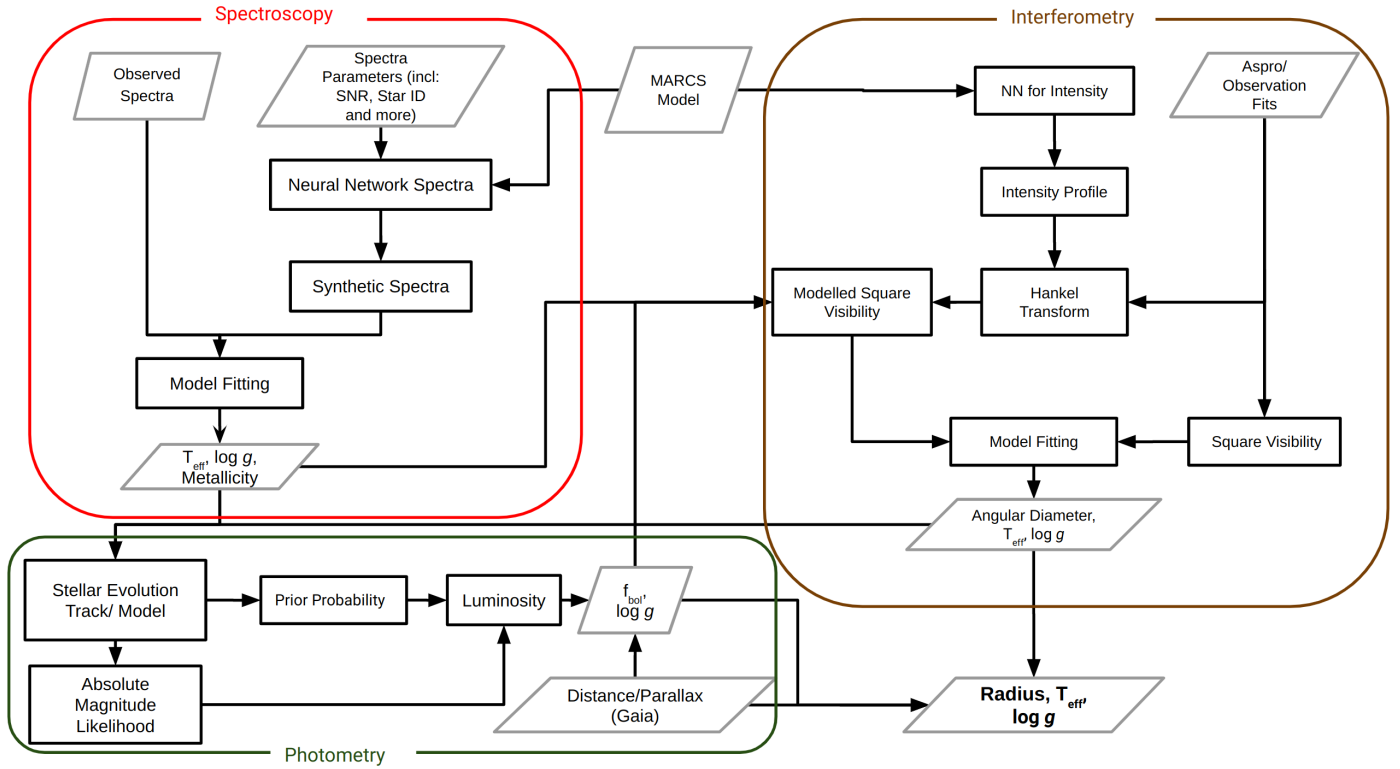 Spectroscopy
Interferometry
Observed
Spectra
Spectra
Parameters (incl:
SNR, Star ID
and more)
MARCS
Model
NN for Intensity
Aspro/
Observation
Fits
Neural Network Spectra
Intensity Profile
Synthetic Spectra
Modelled Square
Visibility
Hankel
Transform
Model Fitting
Model Fitting
Square Visibility
Teff, log g,
Metallicity
Angular Diameter,
Teff, log g
Stellar Evolution
Track/ Model
Prior Probability
Luminosity
fbol,
log g
Absolute
Magnitude
Likelihood
Distance/Parallax
(Gaia)
Radius, Teff,
log g
Photometry